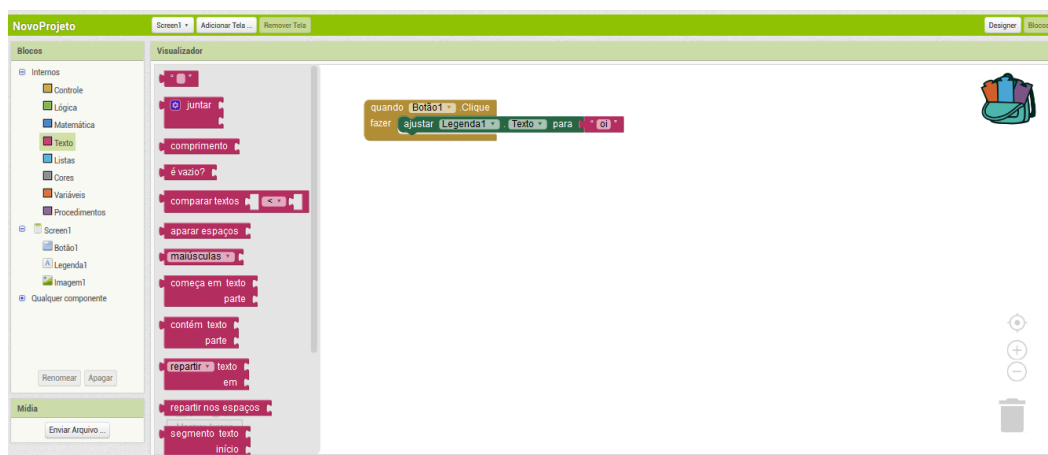 NovoProjeto
Screen1
Adicionar Tela ...
Remover Tela
Designer
Blocos
Blocos
Visualizador
Internos
Controle
Lógica
Matemática
Texto
Listas
Cores
Variáveis
Procedimentos
Screen1
Botão1
A Legenda1
Imagem1
Qualquer componente
Renomear
Apagar
Mídia
Enviar Arquivo ...
" "
juntar
comprimento
é vazio?
comparar textos <
aparar espaços
maiúsculas
começa em texto
parte
contém texto
parte
repartir texto
em
repartir nos espaços
segmento texto
início
quando Botão1 .Clique
fazer ajustar Legenda1 . Texto para " oi "